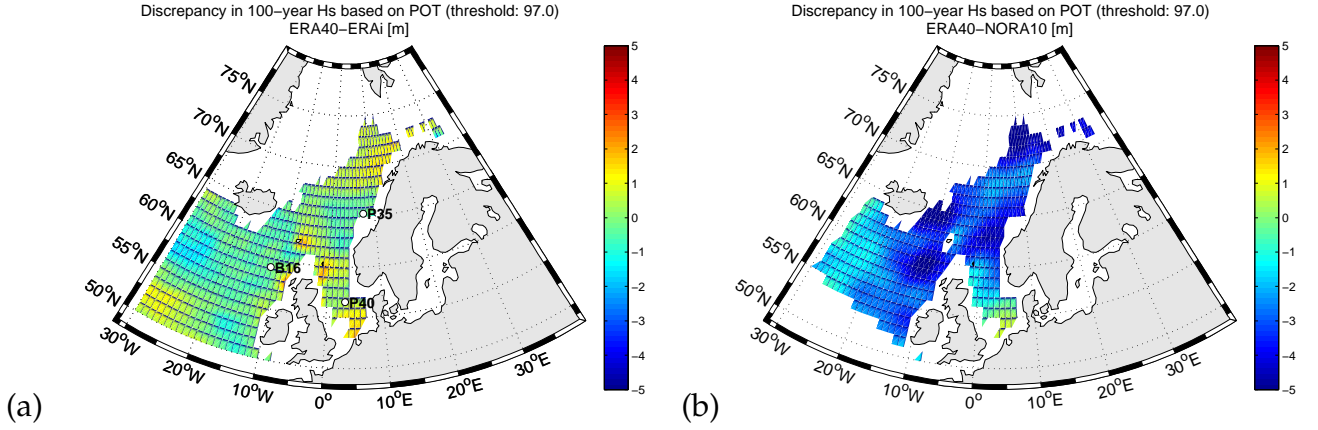 Discrepancy in 100−year Hs based on POT (threshold: 97.0)
ERA40−ERAi [m]
75°N
70°N
65°N
60°N
55°N
50°N
30°W
20°W
10°W
0°
10°E
20°E
30°E
P35
B16
P40
5
4
3
2
1
0
−1
−2
−3
−4
−5
(a)
Discrepancy in 100−year Hs based on POT (threshold: 97.0)
ERA40−NORA10 [m]
75°N
70°N
65°N
60°N
55°N
50°N
30°W
20°W
10°W
0°
10°E
20°E
30°E
5
4
3
2
1
0
−1
−2
−3
−4
−5
(b)